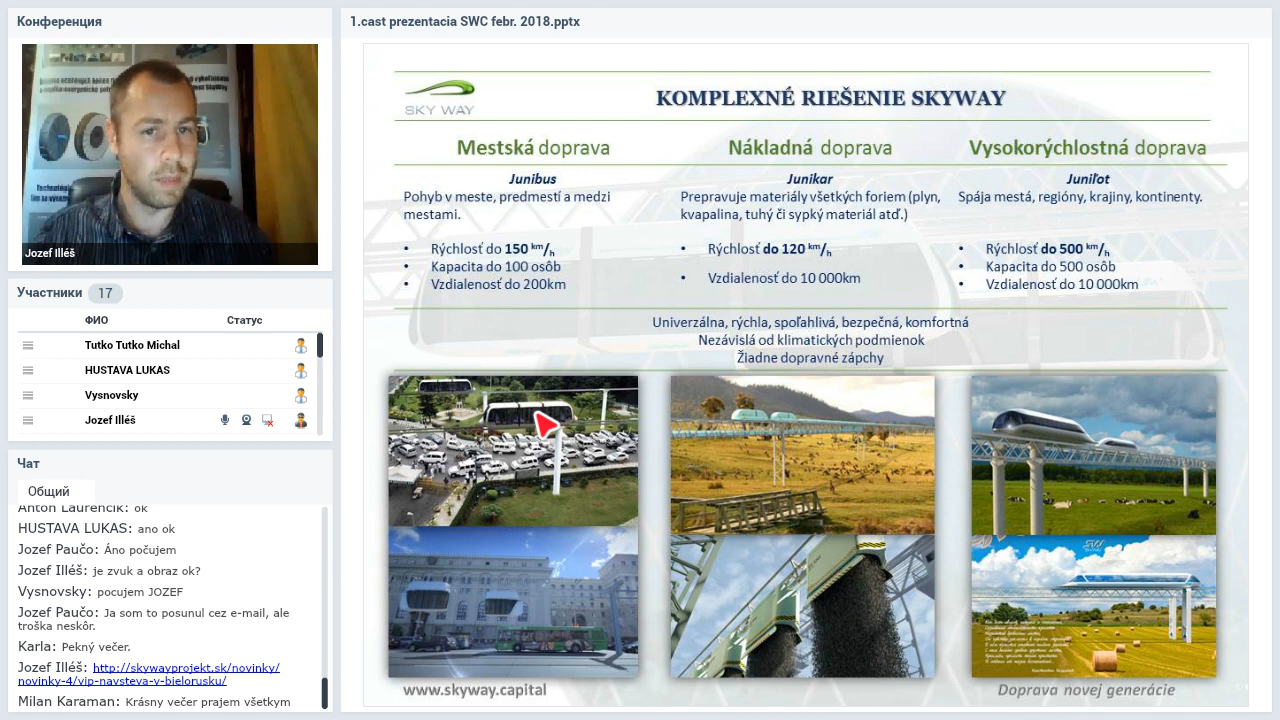 Конференция
Jozef Illéš
Участники 17
ФИО Статус
Tutko Tutko Michal
HUSTAVA LUKAS
Vysnovsky
Jozef Illéš
Чат
Общий
Anton Laurencik: ok
HUSTAVA LUKAS: ano ok
Jozef Paučo: Áno počujem
Jozef Illéš: je zvuk a obraz ok?
Vysnovsky: pocujem JOZEF
Jozef Paučo: Ja som to posunul cez e-mail, ale
troška neskôr.
Karla: Pekný večer.
Jozef Illéš: http://skywayprojekt.sk/novinky/
novinky-4/vip-navsteva-v-bielorusku/
Milan Karaman: Krásny večer prajem všetkym
1.cast prezentacia SWC febr. 2018.pptx
SKY WAY
KOMPLEXNÉ RIEŠENIE SKYWAY
Mestská doprava
Junibus
Pohyb v meste, predmestí a medzi
mestami.
• Rýchlosť do 150 km/h
• Kapacita do 100 osôb
• Vzdialenosť do 200km
Nákladná doprava
Junikar
Prepravuje materiály všetkých foriem (plyn,
kvapalina, tuhý či sypký materiál atď.)
• Rýchlosť do 120 km/h
• Vzdialenosť do 10 000km
Vysokorýchlostná doprava
Juniľot
Spája mestá, regióny, krajiny, kontinenty.
• Rýchlosť do 500 km/h
• Kapacita do 500 osôb
• Vzdialenosť do 10 000km
Univerzálna, rýchla, spoľahlivá, bezpečná, komfortná
Nezávislá od klimatických podmienok
Žiadne dopravné zápchy
www.skyway.capital
Doprava novej generácie